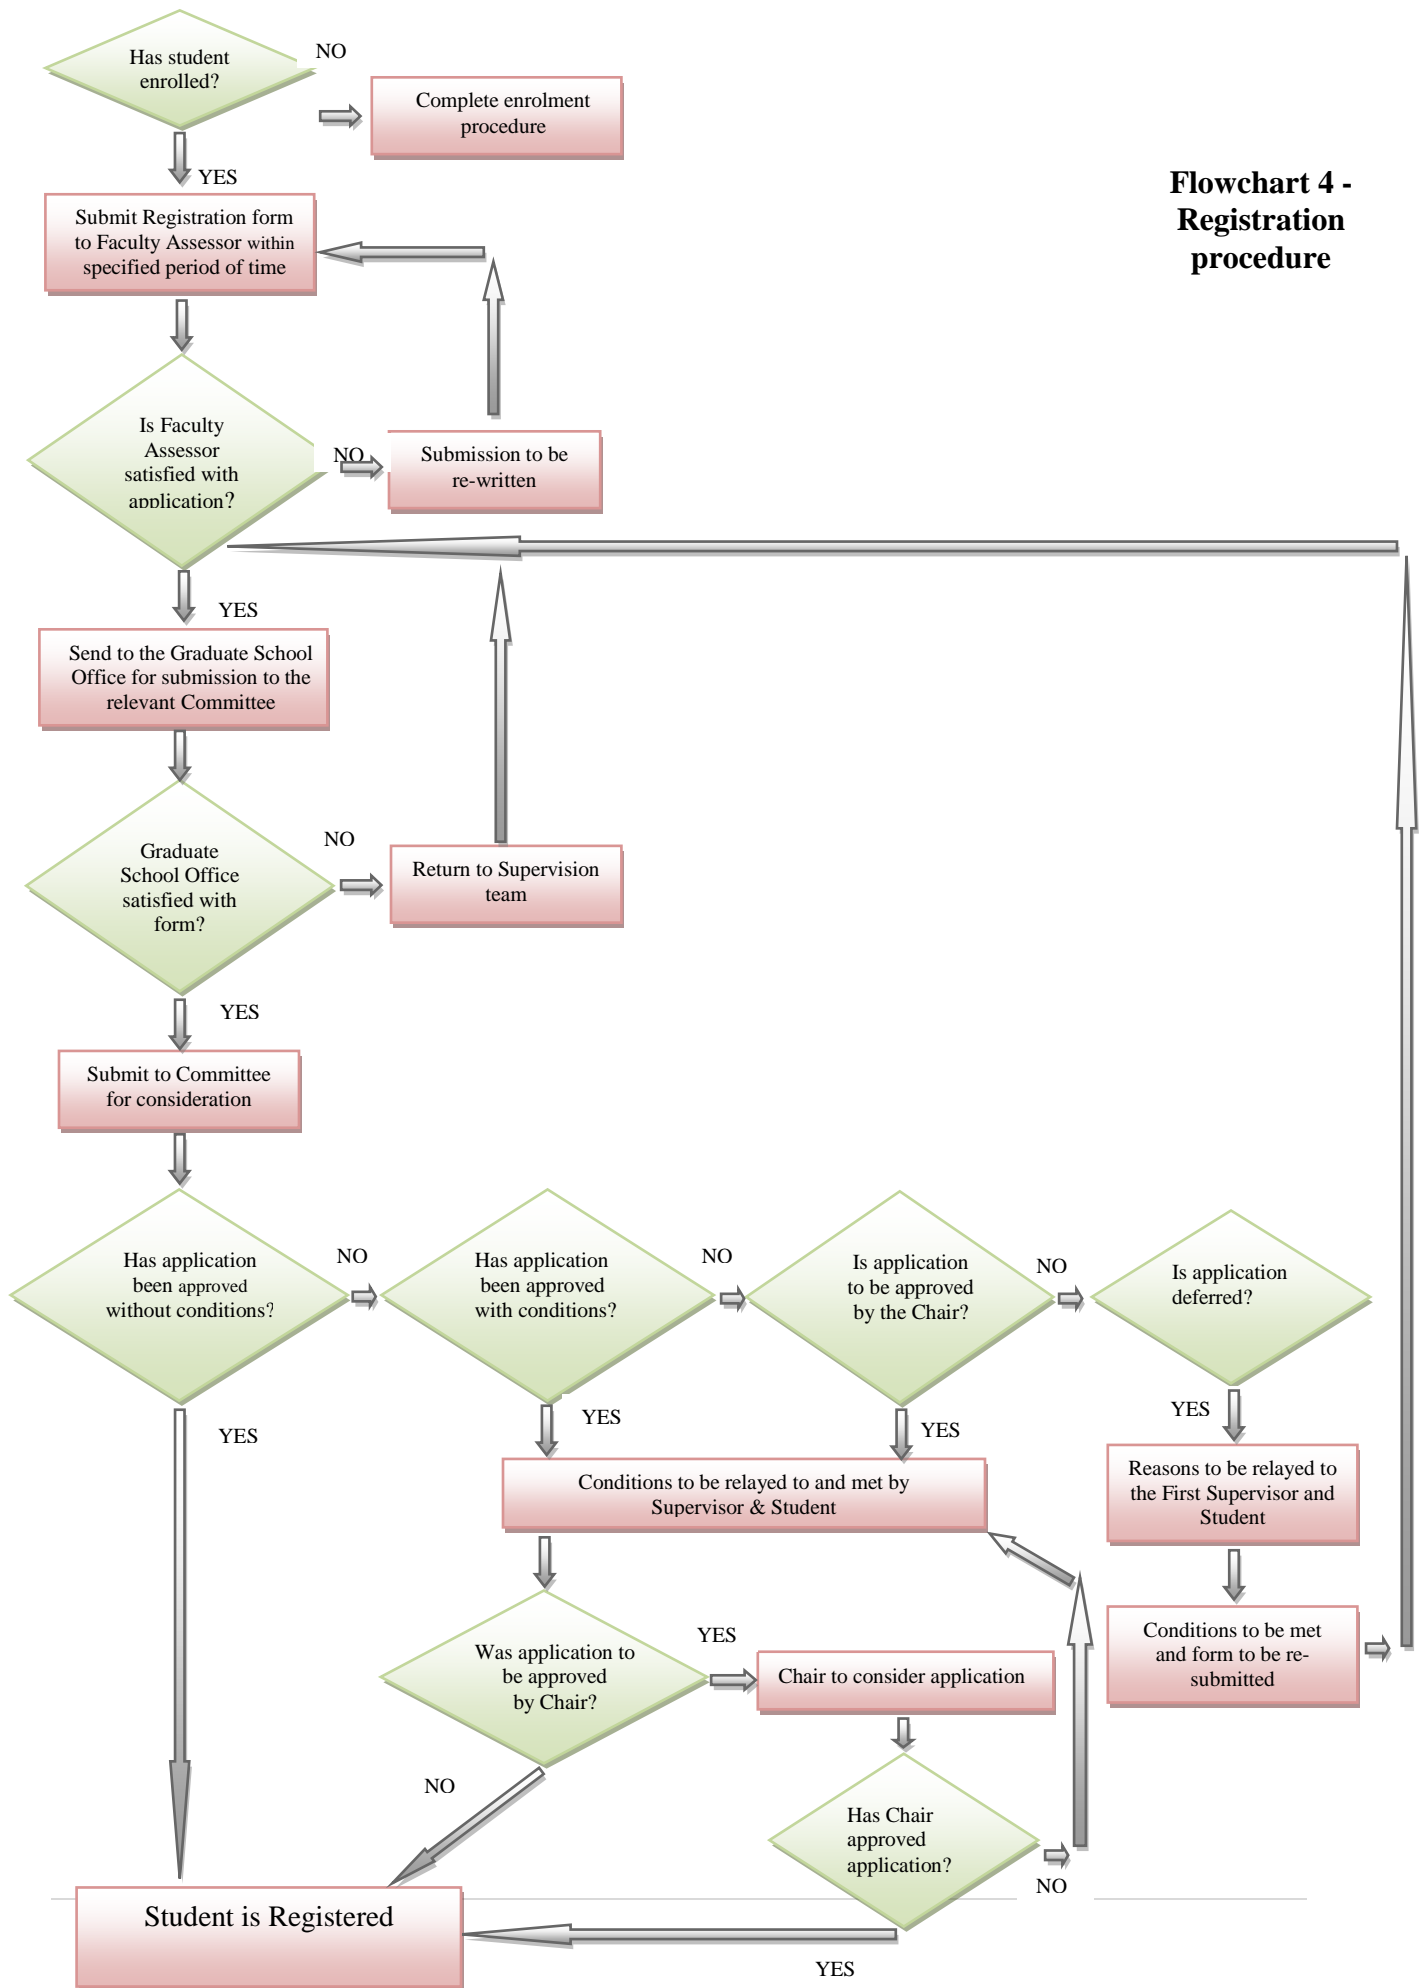 Has student
enrolled?
NO
Complete enrolment
procedure
YES
Flowchart 4 -
Registration
procedure
Submit Registration form
to Faculty Assessor within
specified period of time
Is Faculty
Assessor
satisfied with
application?
NO
Submission to be
re-written
YES
Send to the Graduate School
Office for submission to the
relevant Committee
Graduate
School Office
satisfied with
form?
NO
Return to Supervision
team
YES
Submit to Committee
for consideration
Has application
been approved
without conditions?
NO
Has application
been approved
with conditions?
NO
Is application
to be approved
by the Chair?
NO
Is application
deferred?
YES
YES
YES
YES
Conditions to be relayed to and met by
Supervisor & Student
Reasons to be relayed to
the First Supervisor and
Student
Was application to
be approved
by Chair?
YES
Chair to consider application
Conditions to be met
and form to be re-
submitted
NO
Has Chair
approved
application?
NO
Student is Registered
YES